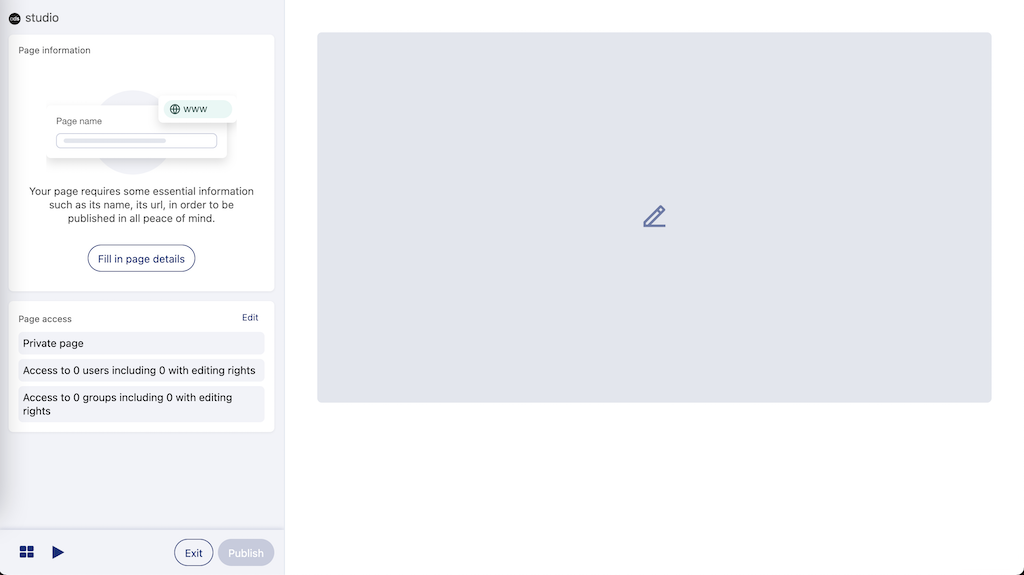 ods studio
Page information
www
Page name
Your page requires some essential information
such as its name, its url, in order to be
published in all peace of mind.
Fill in page details
Page access
Edit
Private page
Access to 0 users including 0 with editing rights
Access to 0 groups including 0 with editing
rights
Exit
Publish